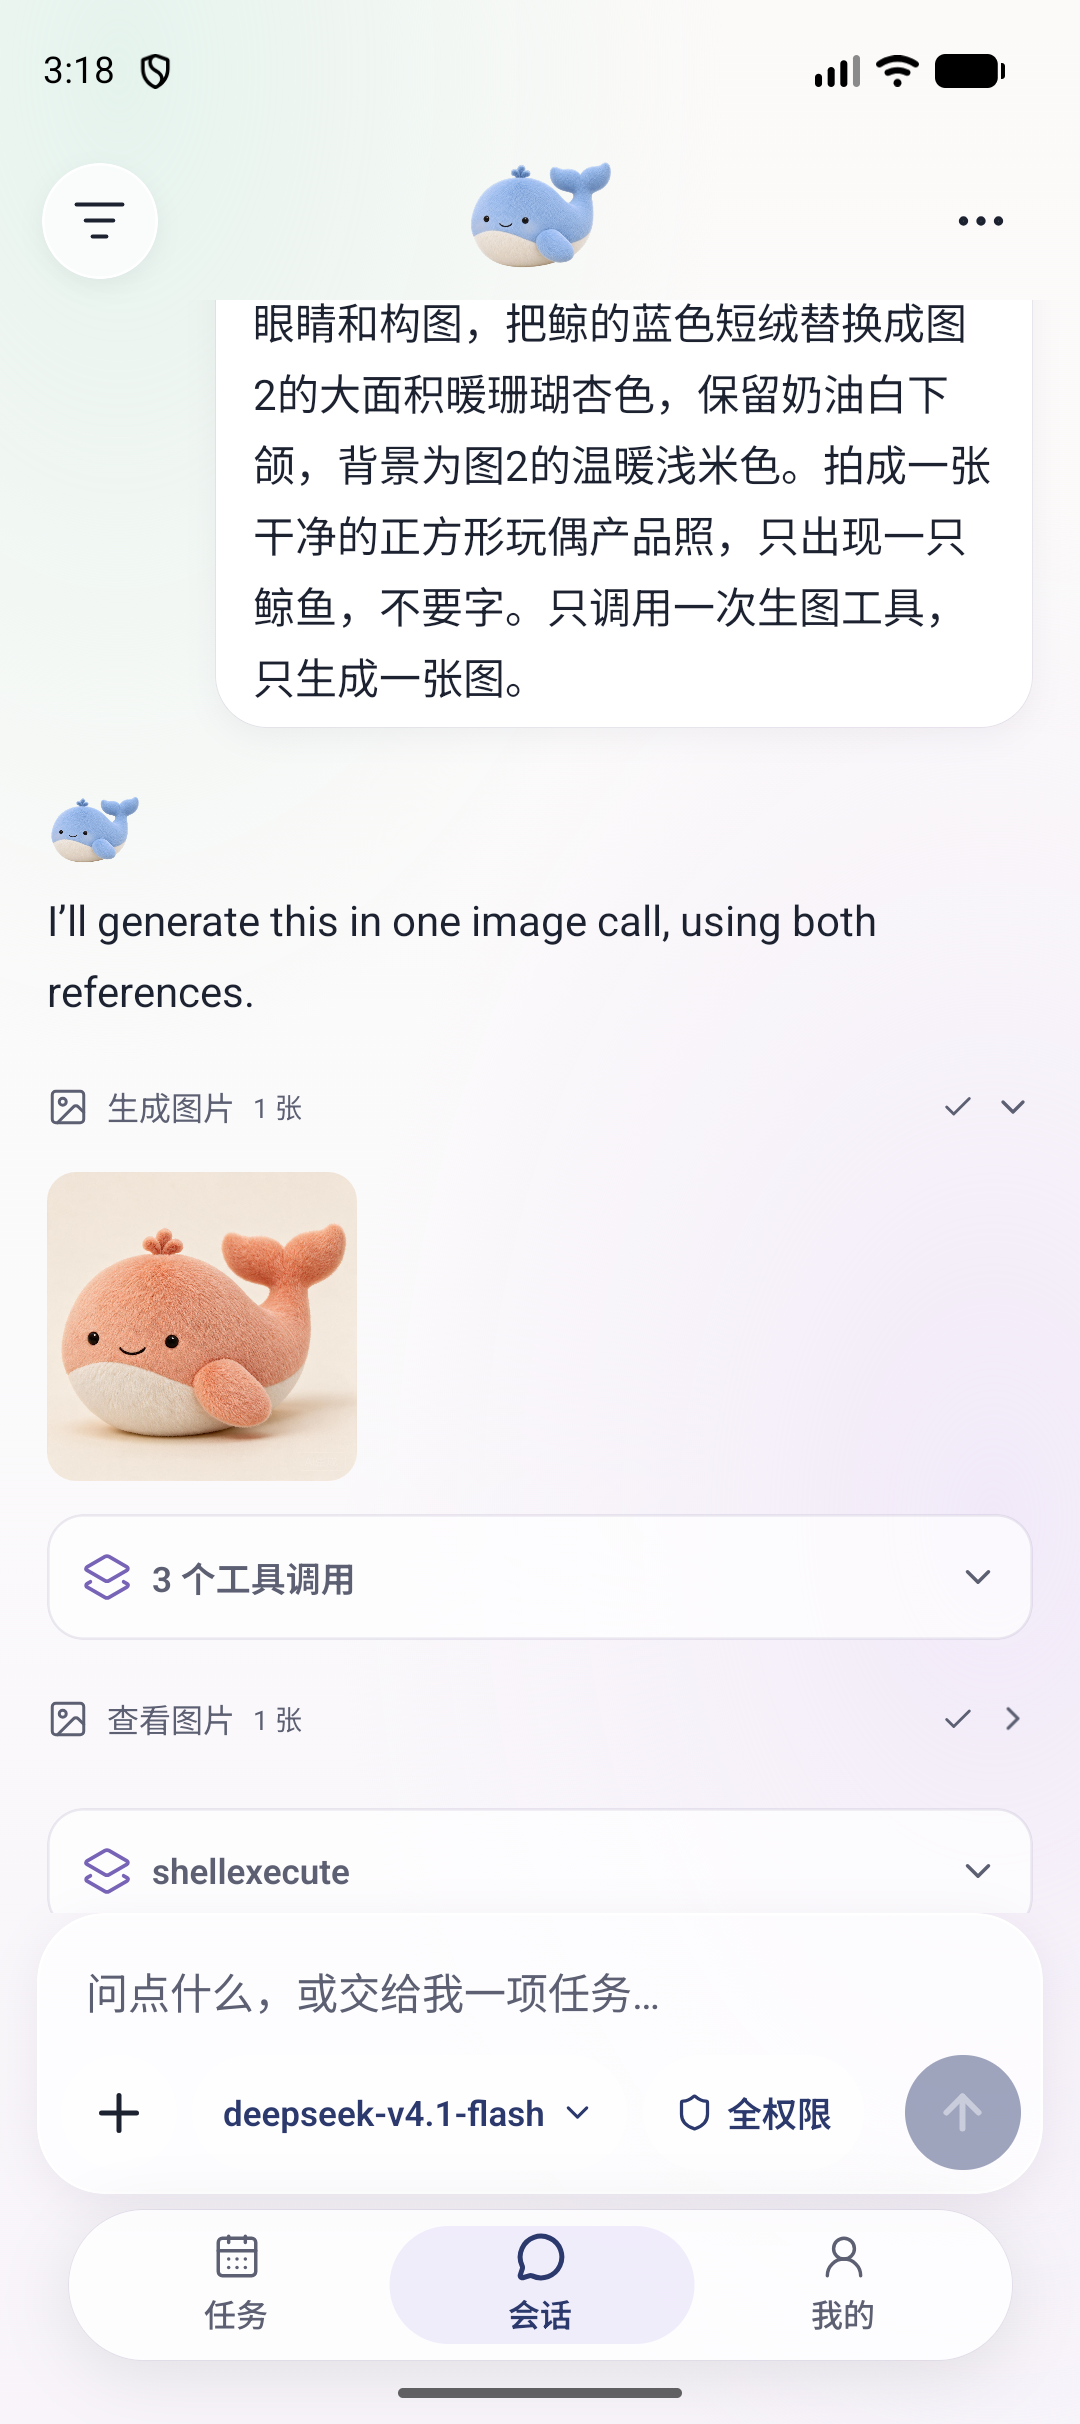 3:18
眼睛和构图，把鲸的蓝色短绒替换成图
2的大面积暖珊瑚杏色，保留奶油白下
颌，背景为图2的温暖浅米色。拍成一张
干净的正方形玩偶产品照，只出现一只
鲸鱼，不要字。只调用一次生图工具，
只生成一张图。
I’ll generate this in one image call, using both
references.
生成图片 1 张
3 个工具调用
查看图片 1 张
shellexecute
问点什么，或交给我一项任务...
deepseek-v4.1-flash 全权限
任务 会话 我的